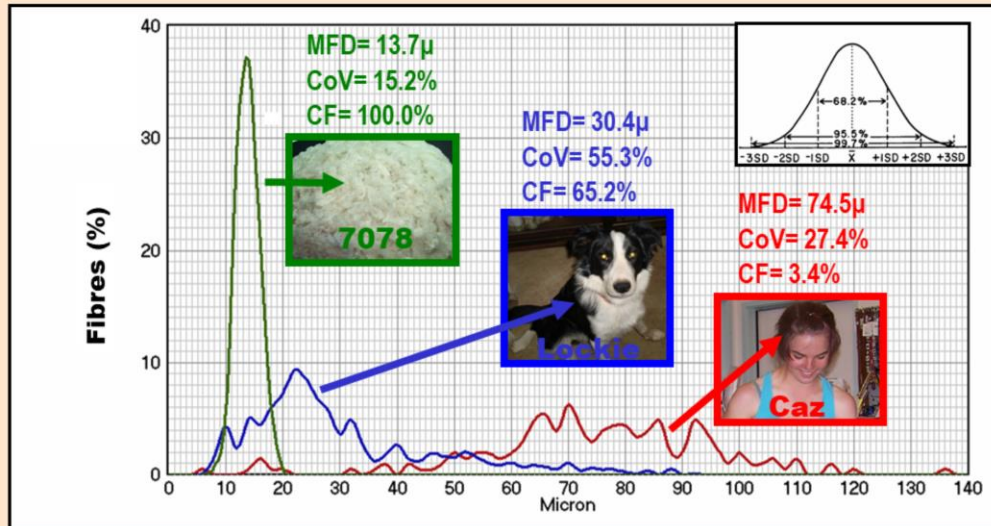 40
30
20
10
0
Fibres (%)
MFD= 13.7µ
CoV= 15.2%
CF= 100.0%
7078
MFD= 30.4µ
CoV= 55.3%
CF= 65.2%
Lockie
MFD= 74.5µ
CoV= 27.4%
CF= 3.4%
Caz
68.2%
95.5%
99.7%
-3SD -2SD -1SD X̄ +1SD +2SD +3SD
0 10 20 30 40 50 60 70 80 90 100 110 120 130 140
Micron